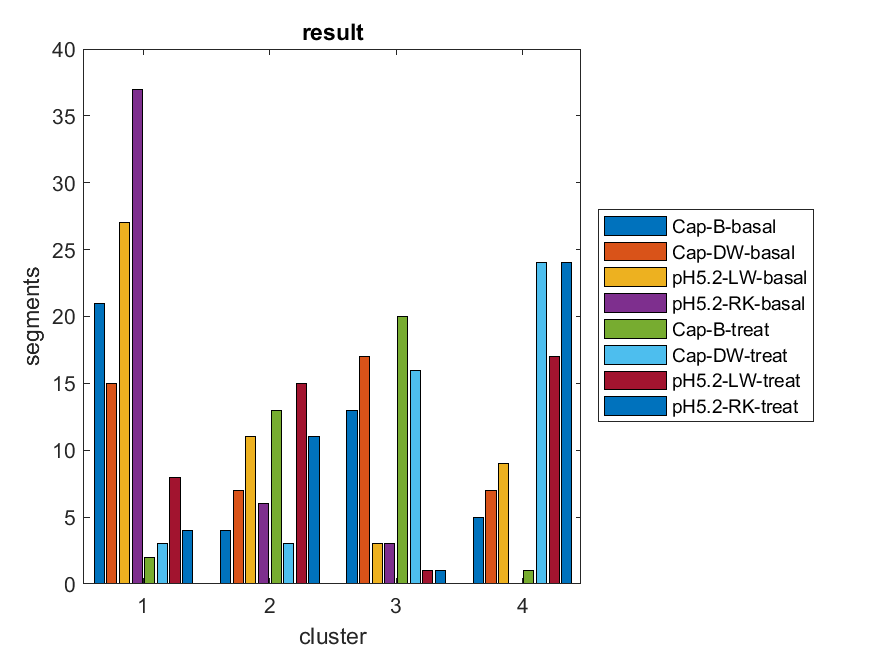 result
40
35
30
25
20
15
10
5
0
segments
1 2 3 4
cluster
Cap-B-basal
Cap-DW-basal
pH5.2-LW-basal
pH5.2-RK-basal
Cap-B-treat
Cap-DW-treat
pH5.2-LW-treat
pH5.2-RK-treat